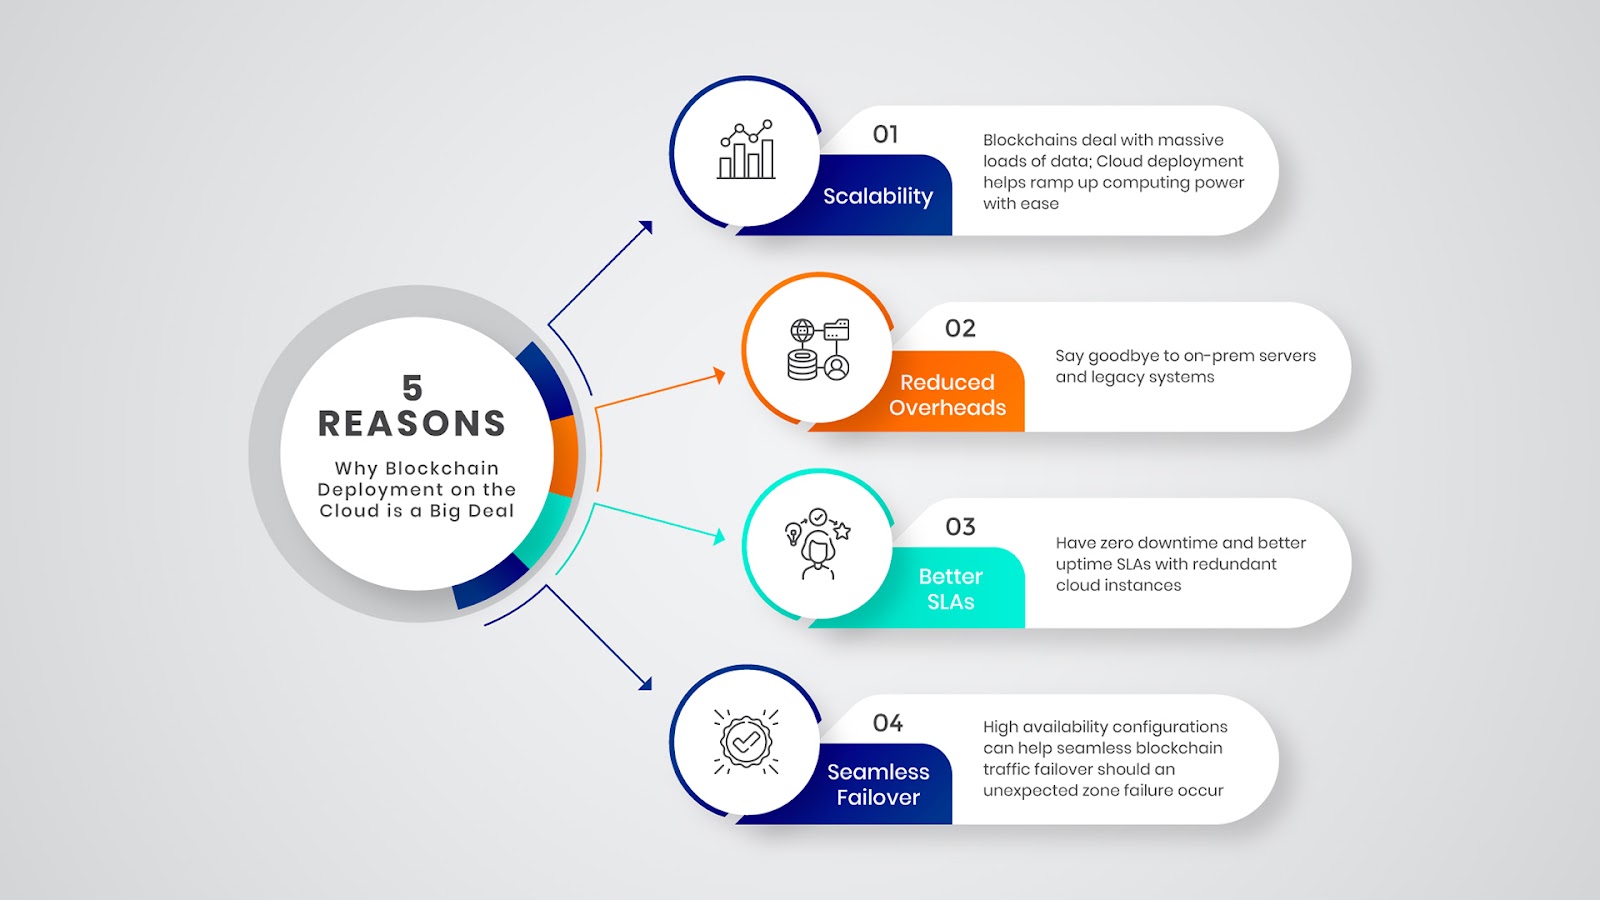 5
REASONS
Why Blockchain
Deployment on the
Cloud is a Big Deal
01
Scalability
Blockchains deal with massive
loads of data; Cloud deployment
helps ramp up computing power
with ease
02
Reduced
Overheads
Say goodbye to on-prem servers
and legacy systems
03
Better
SLAs
Have zero downtime and better
uptime SLAs with redundant
cloud instances
04
Seamless
Failover
High availability configurations
can help seamless blockchain
traffic failover should an
unexpected zone failure occur